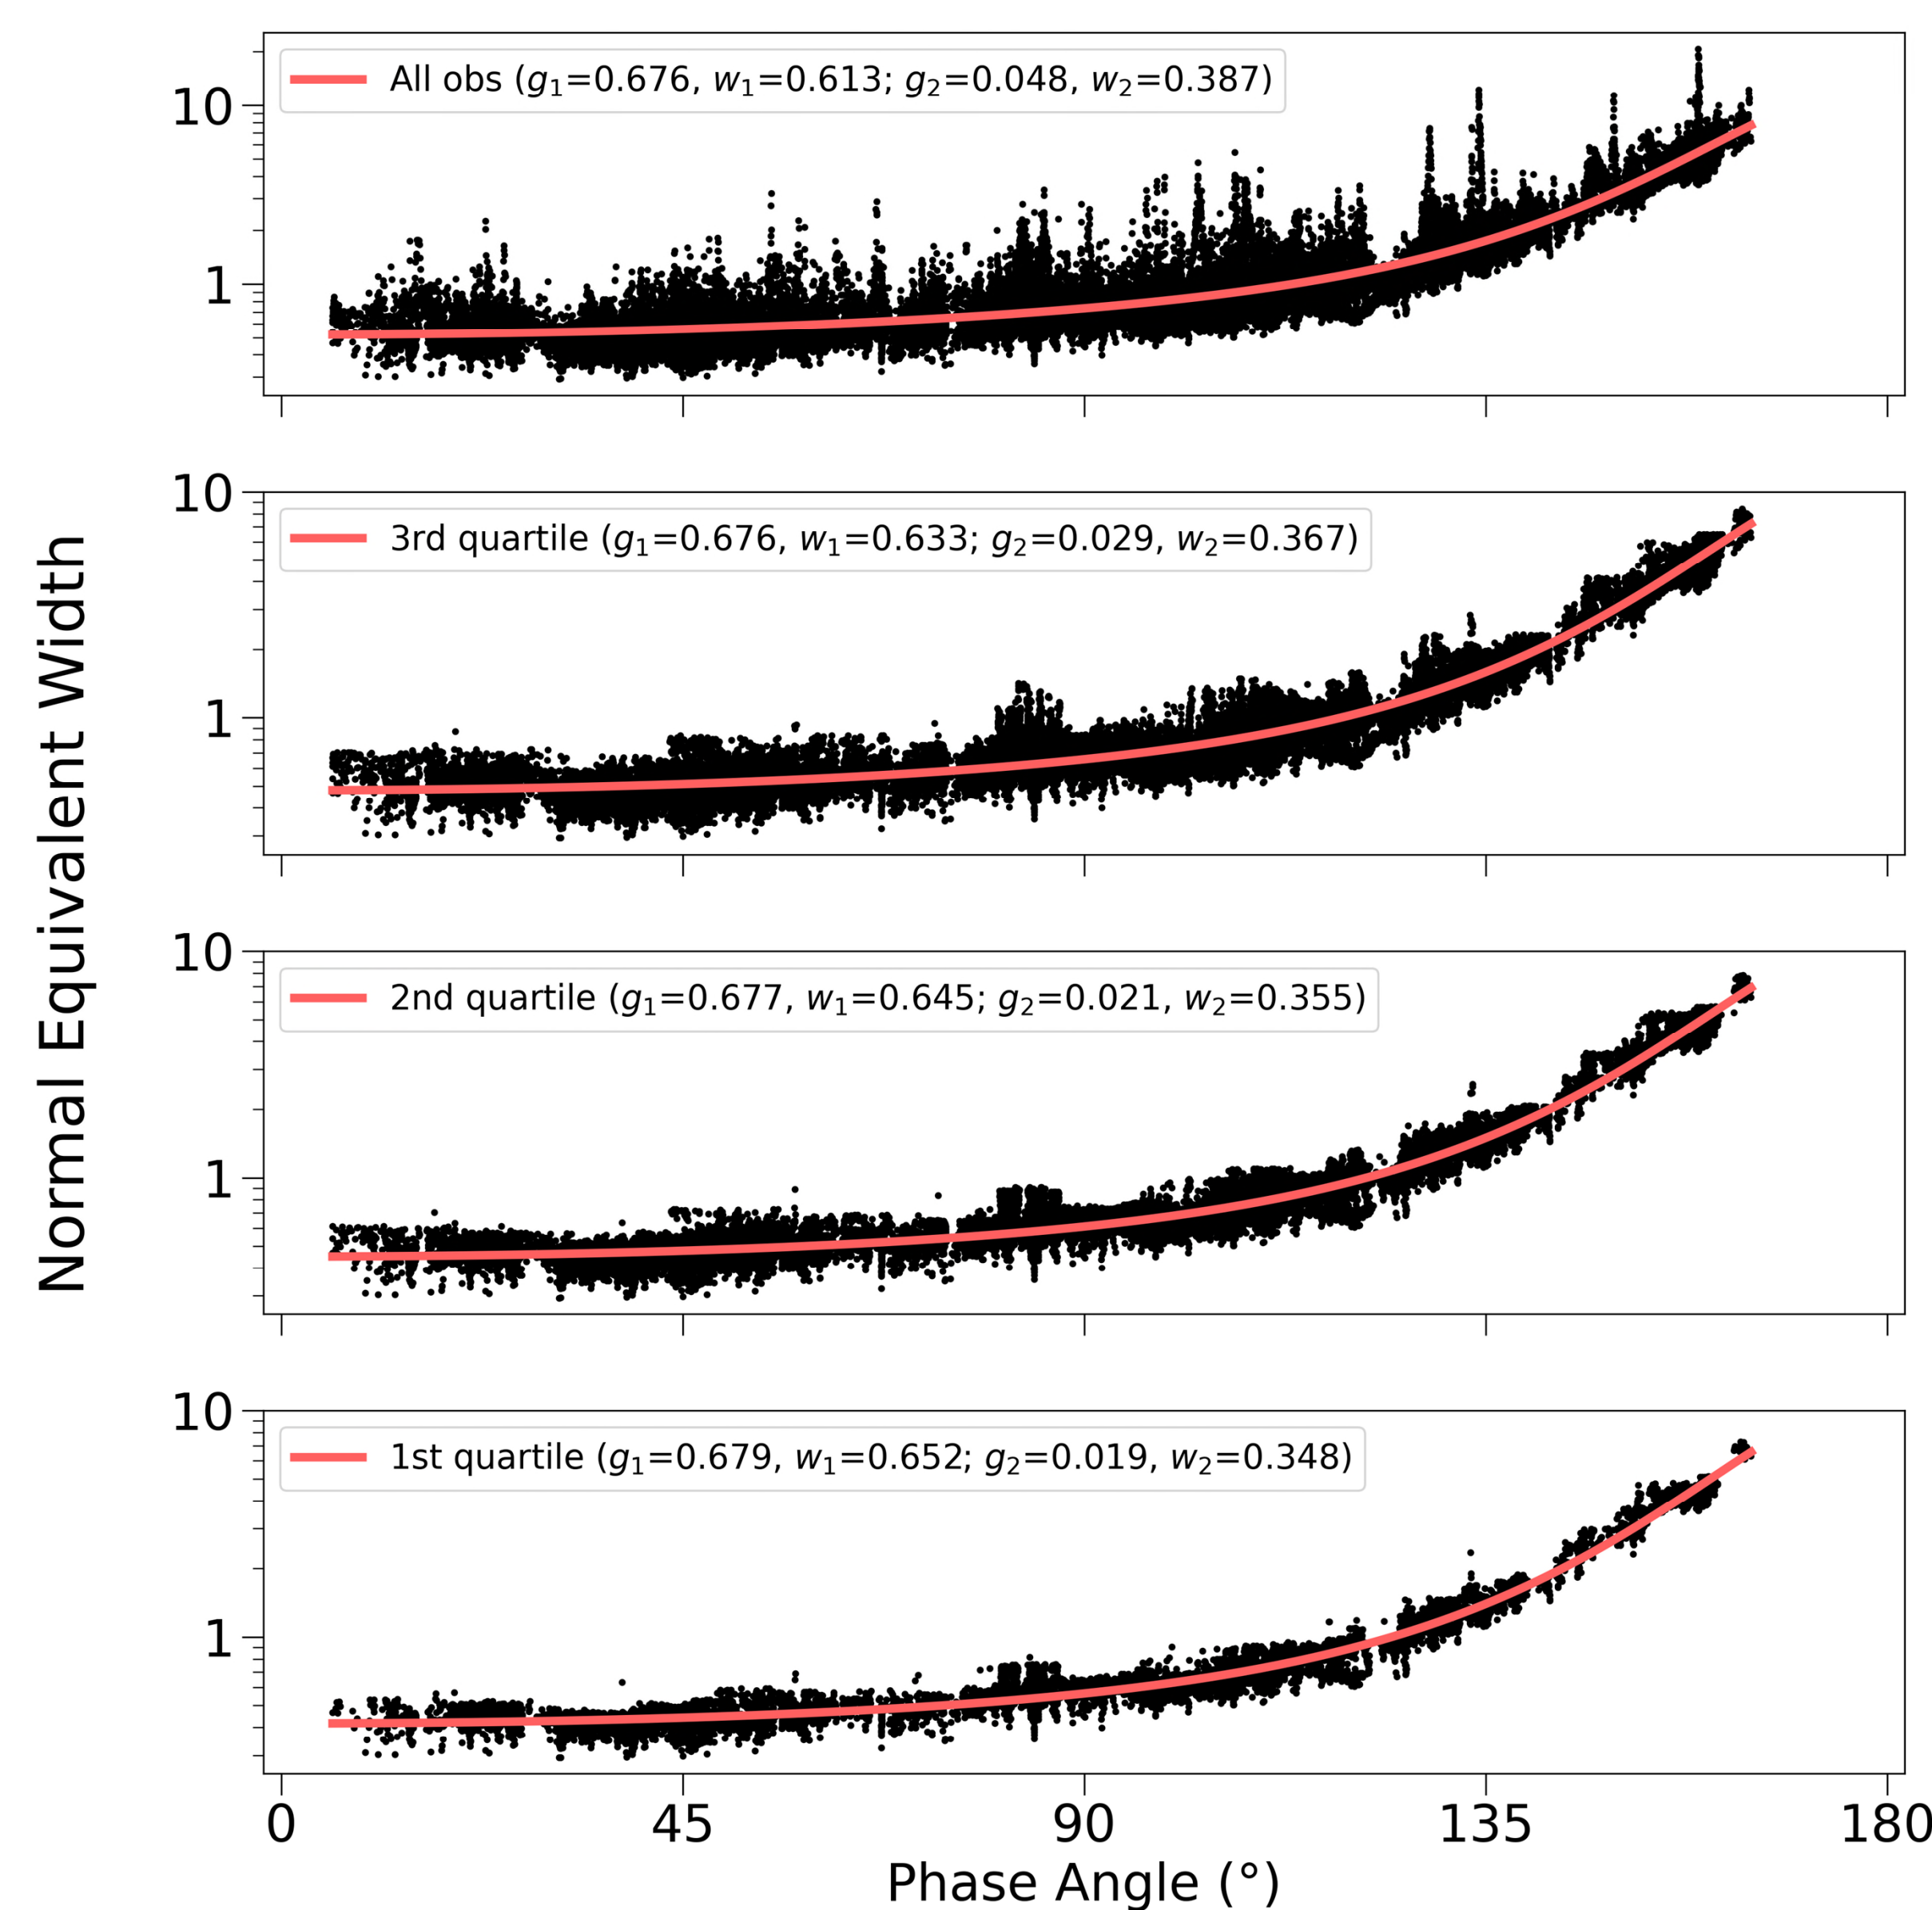 All obs (g₁=0.676, w₁=0.613; g₂=0.048, w₂=0.387)
10
1
10
3rd quartile (g₁=0.676, w₁=0.633; g₂=0.029, w₂=0.367)
1
Normal Equivalent Width
10
2nd quartile (g₁=0.677, w₁=0.645; g₂=0.021, w₂=0.355)
1
10
1st quartile (g₁=0.679, w₁=0.652; g₂=0.019, w₂=0.348)
1
0 45 90 135 180
Phase Angle (°)